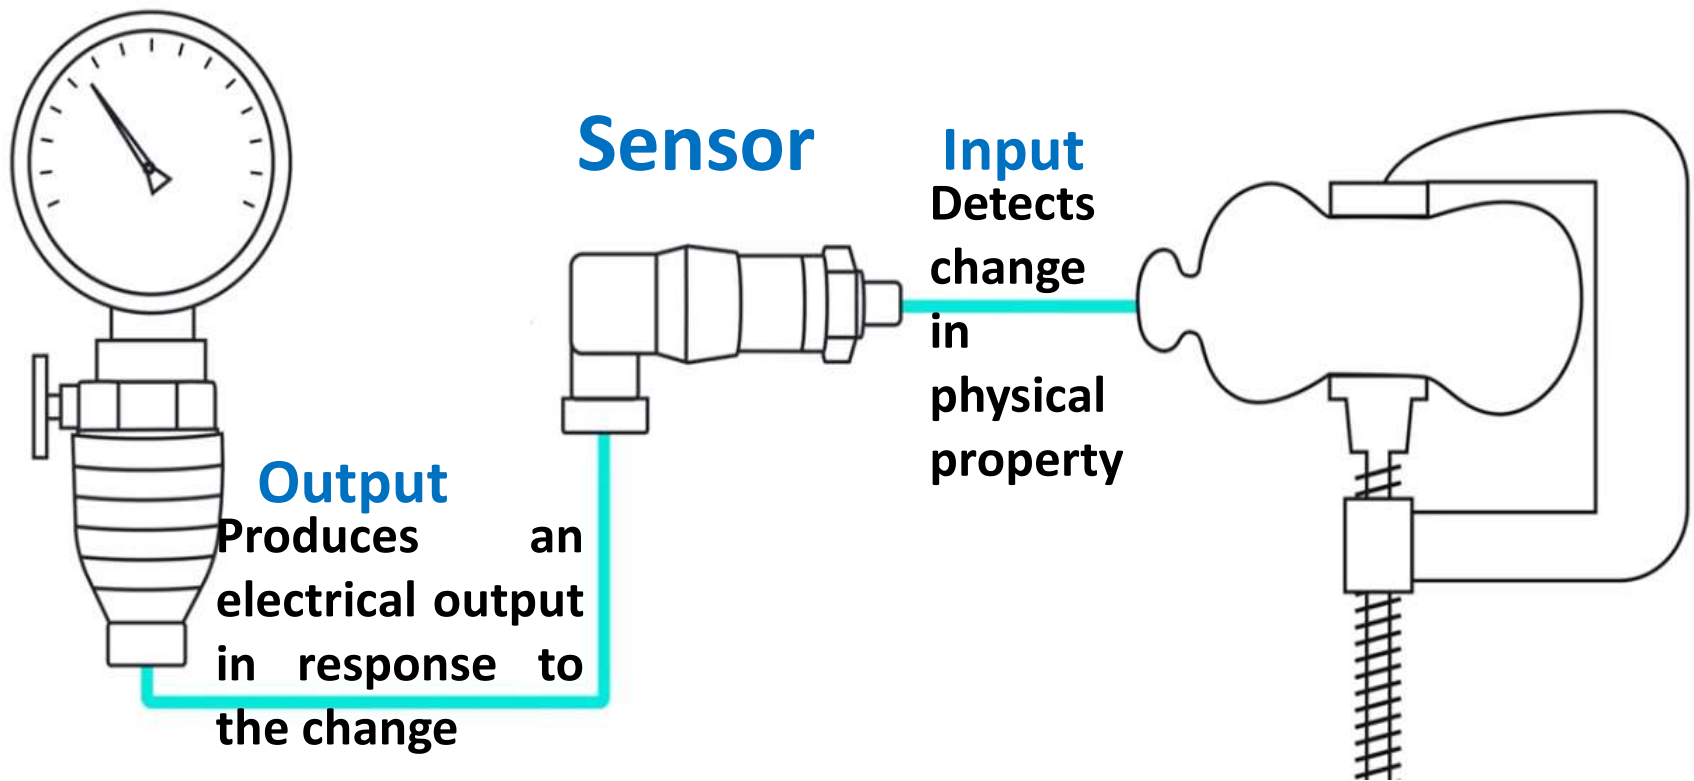 Sensor
Input
Detects
change
in
physical
property
Output
Produces an
electrical output
in response to
the change